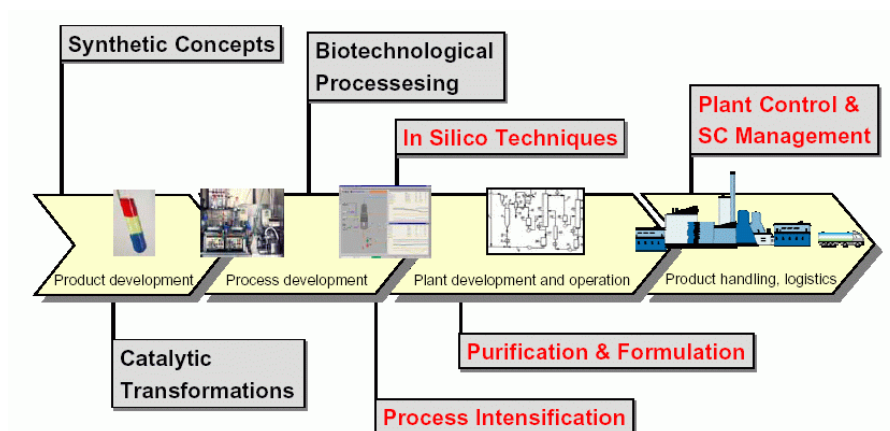 Synthetic Concepts
Biotechnological
Processesing
In Silico Techniques
Plant Control &
SC Management
Product development
Process development
Plant development and operation
Product handling, logistics
Catalytic
Transformations
Purification & Formulation
Process Intensification